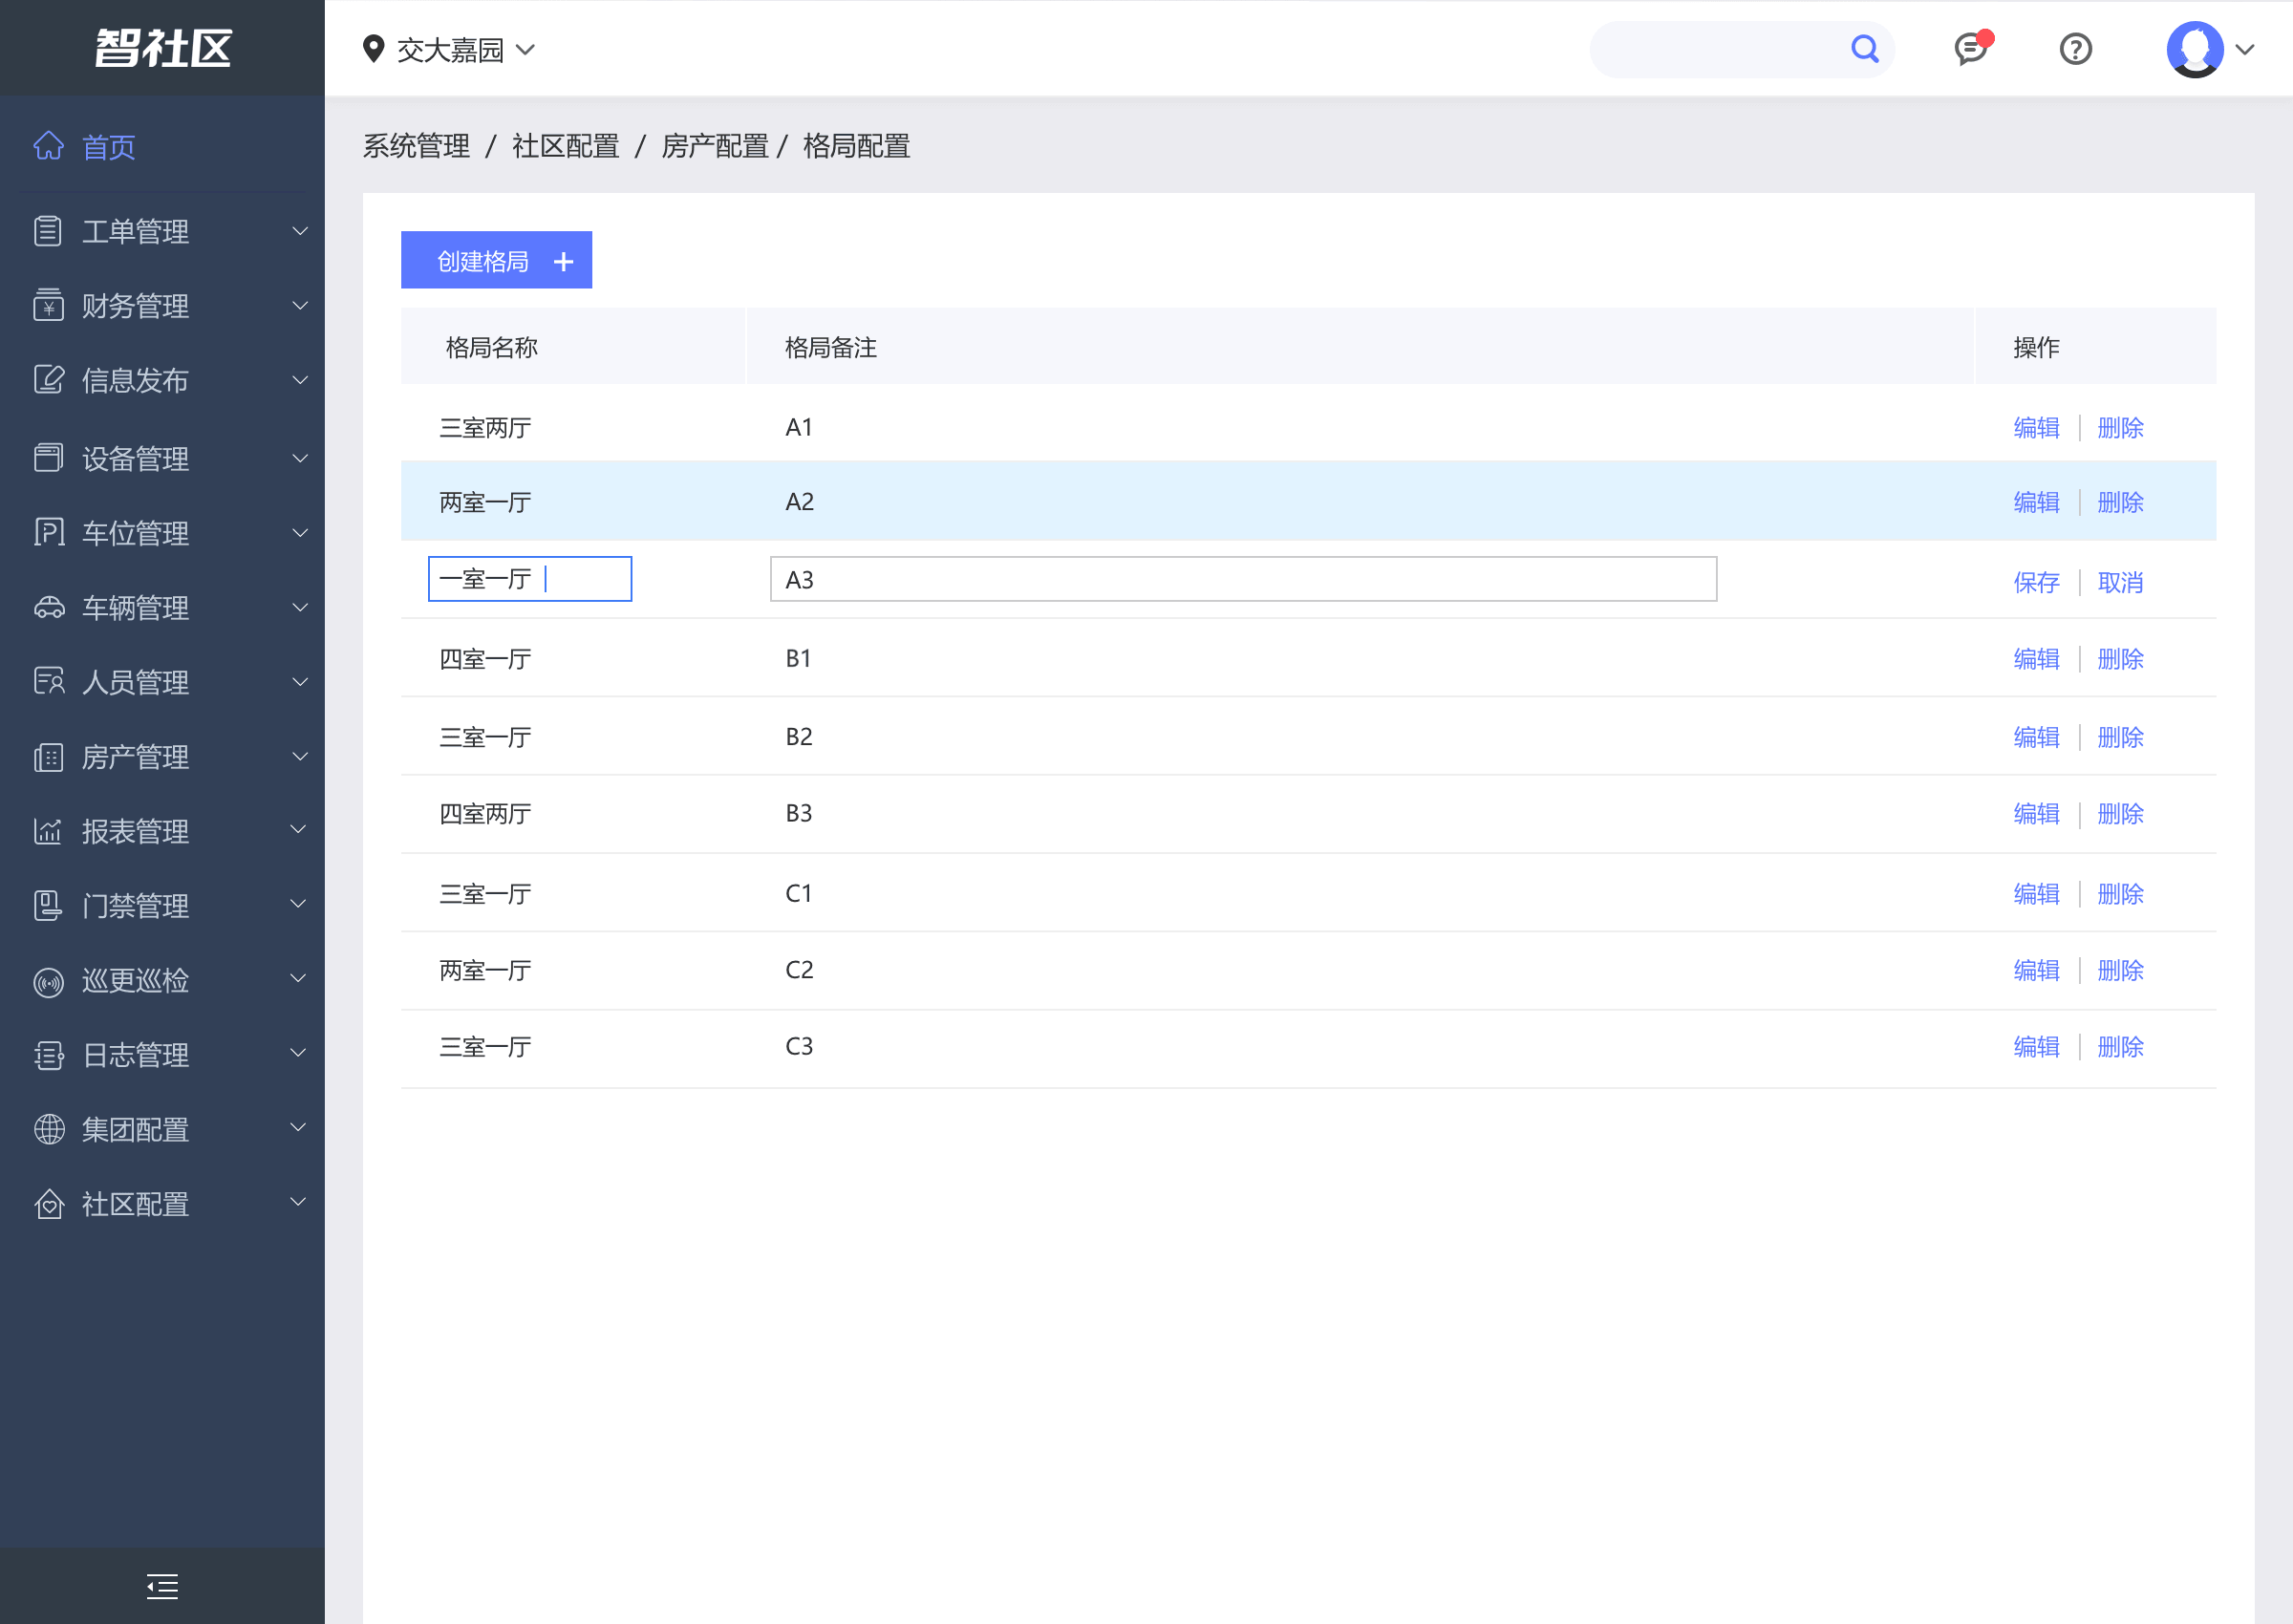 智社区
交大嘉园
首页
工单管理
财务管理
信息发布
设备管理
车位管理
车辆管理
人员管理
房产管理
报表管理
门禁管理
巡更巡检
日志管理
集团配置
社区配置
系统管理 / 社区配置 / 房产配置 / 格局配置
创建格局 +
格局名称 格局备注 操作
三室两厅 A1 编辑 删除
两室一厅 A2 编辑 删除
一室一厅 A3 保存 取消
四室一厅 B1 编辑 删除
三室一厅 B2 编辑 删除
四室两厅 B3 编辑 删除
三室一厅 C1 编辑 删除
两室一厅 C2 编辑 删除
三室一厅 C3 编辑 删除